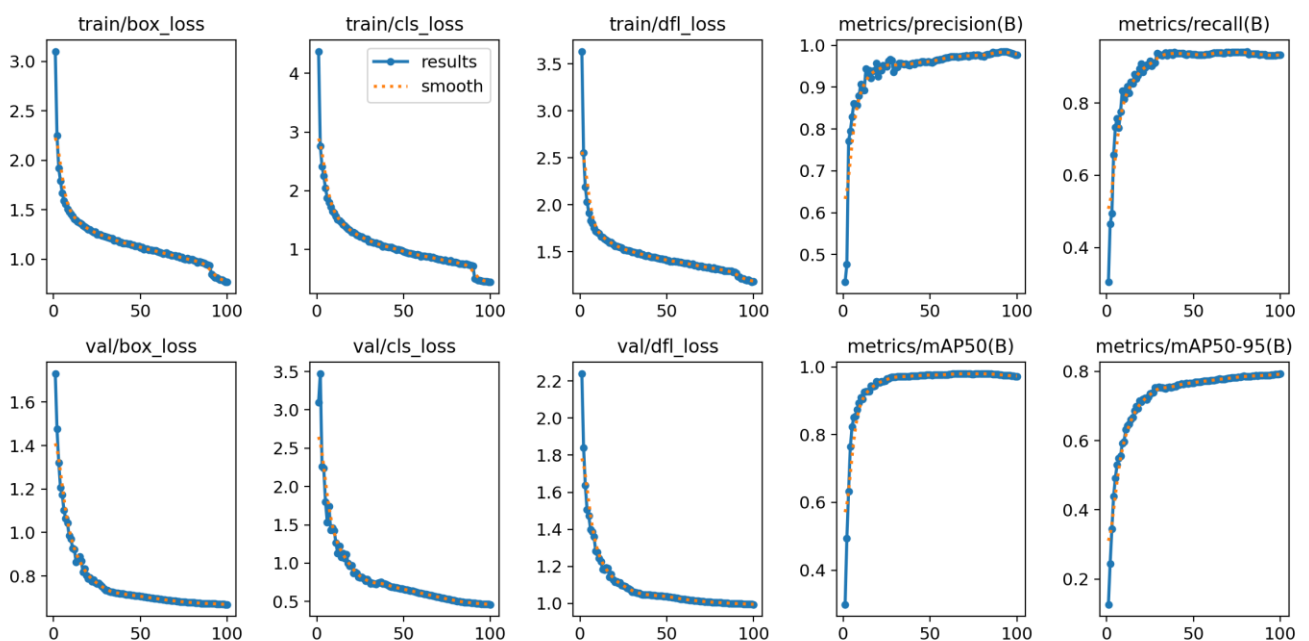 train/box_loss
train/cls_loss
train/dfl_loss
metrics/precision(B)
metrics/recall(B)
3.0
2.5
2.0
1.5
1.0
0 50 100
4
3
2
1
results
smooth
0 50 100
3.5
3.0
2.5
2.0
1.5
0 50 100
1.0
0.9
0.8
0.7
0.6
0.5
0 50 100
0.8
0.6
0.4
0 50 100
val/box_loss
val/cls_loss
val/dfl_loss
metrics/mAP50(B)
metrics/mAP50-95(B)
1.6
1.4
1.2
1.0
0.8
0 50 100
3.5
3.0
2.5
2.0
1.5
1.0
0.5
0 50 100
2.2
2.0
1.8
1.6
1.4
1.2
1.0
0 50 100
1.0
0.8
0.6
0.4
0 50 100
0.8
0.6
0.4
0.2
0 50 100